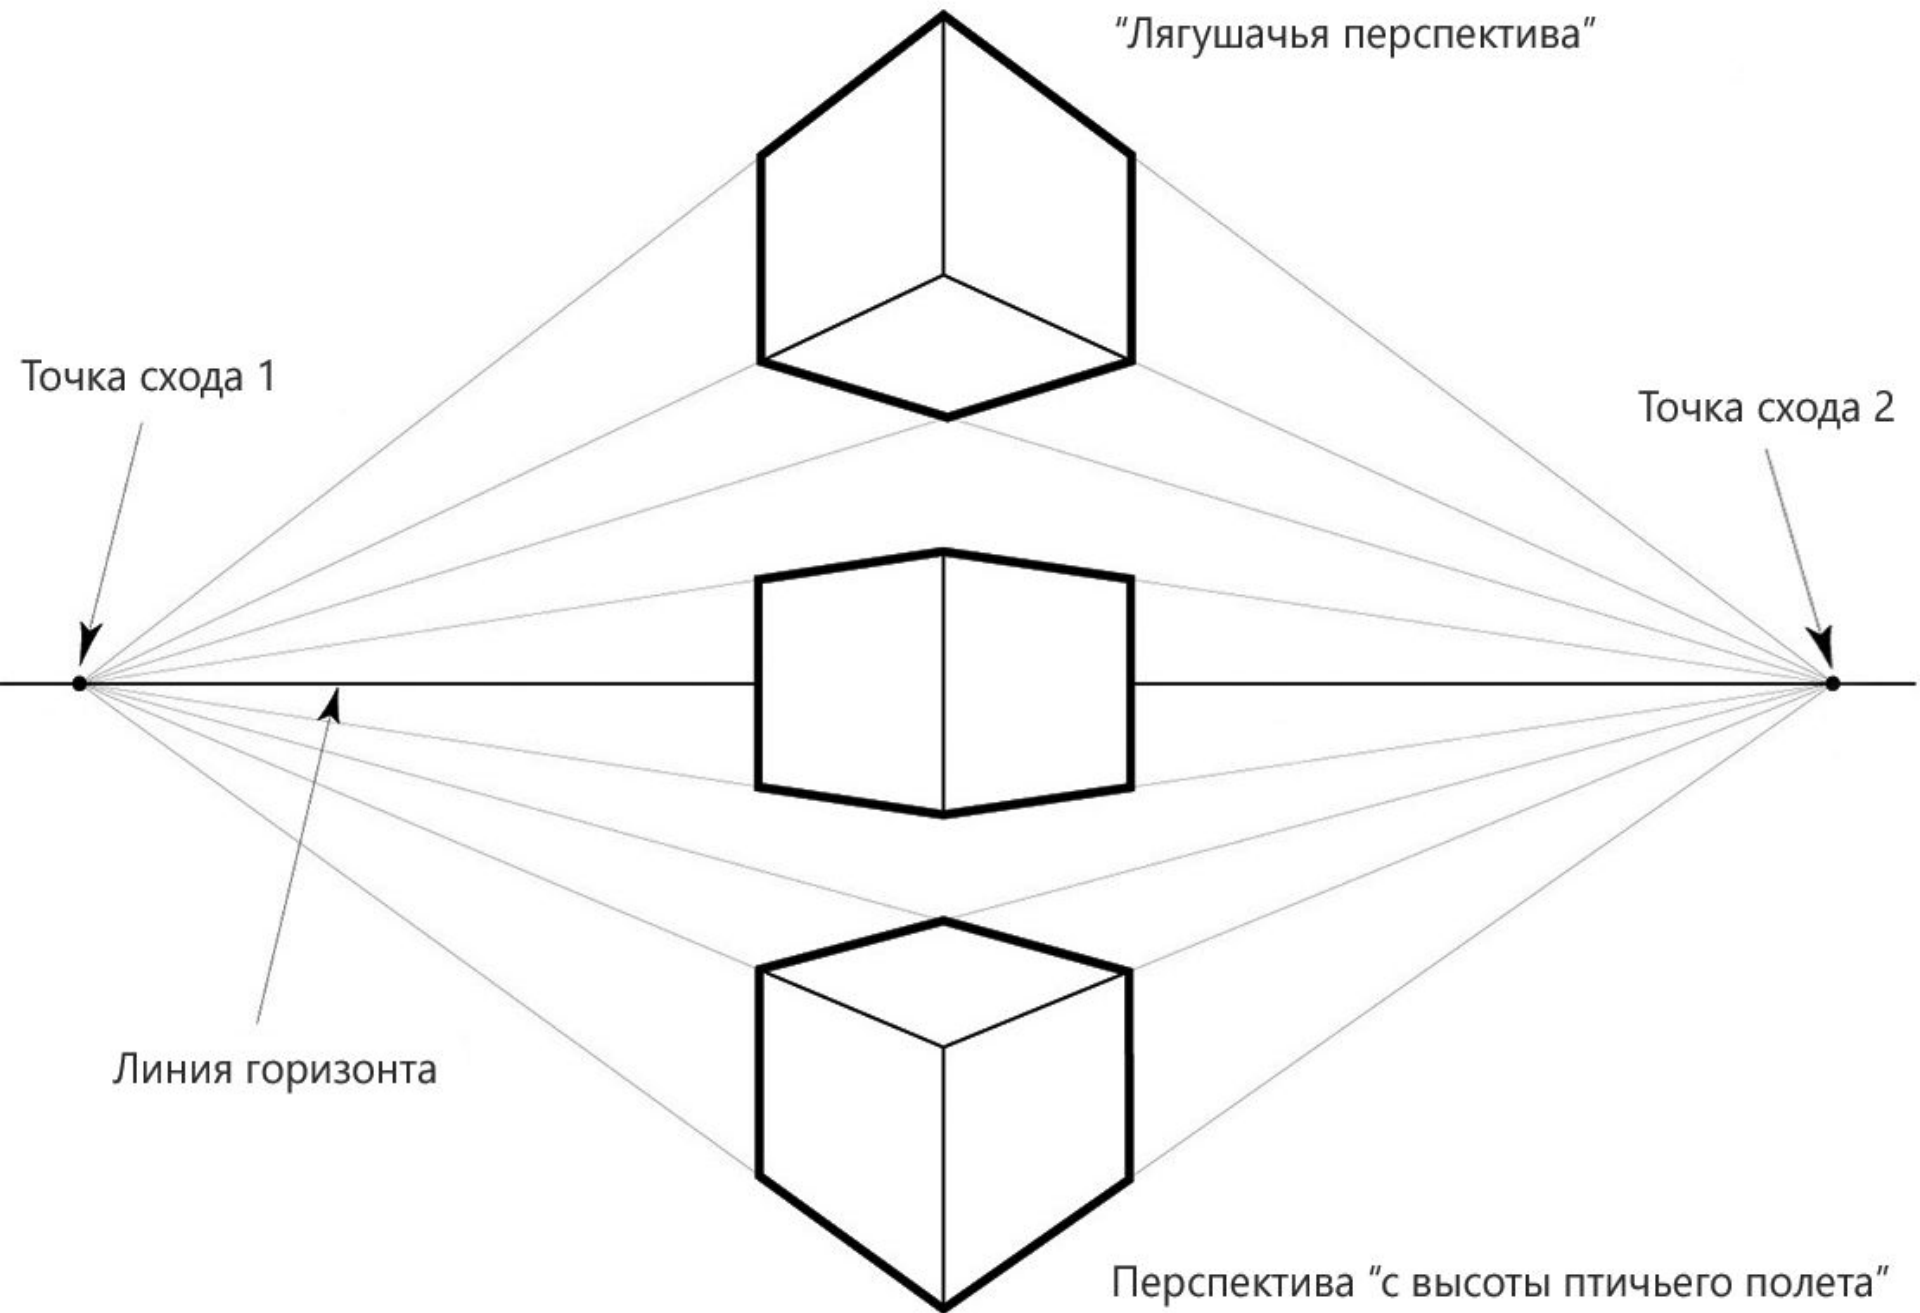 "Лягушачья перспектива"
Точка схода 1
Точка схода 2
Линия горизонта
Перспектива "с высоты птичьего полета"